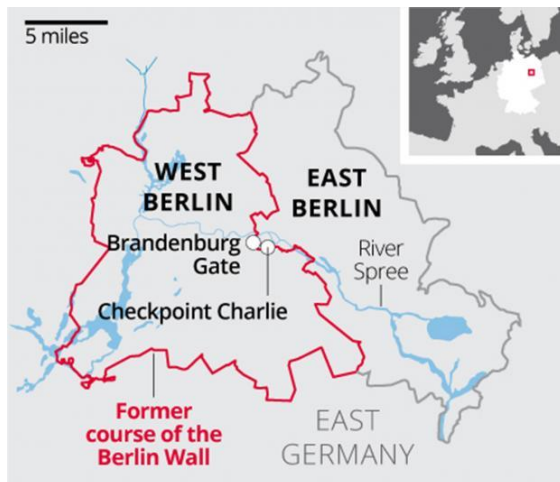 5 miles
WEST
BERLIN
EAST
BERLIN
Brandenburg
Gate
River
Spree
Checkpoint Charlie
Former
course of the
Berlin Wall
EAST
GERMANY